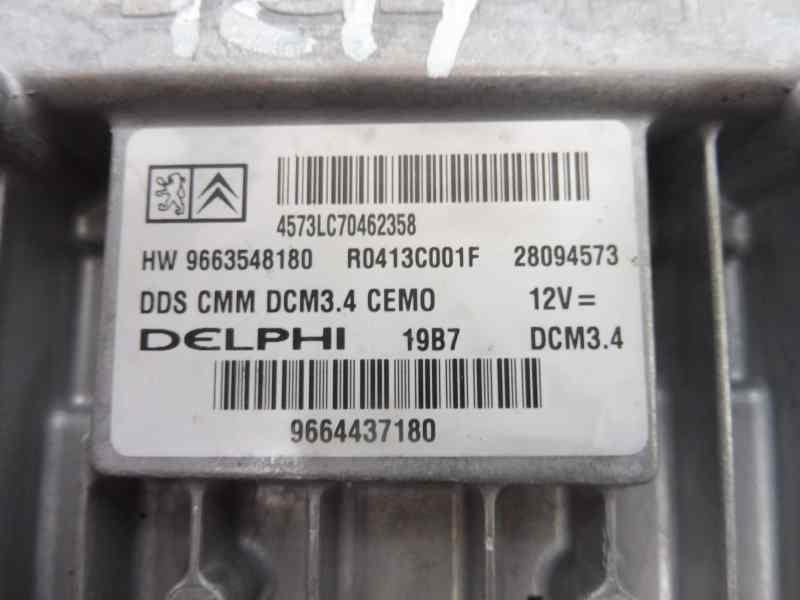 4573LC70462358
HW 9663548180 R0413C001F 28094573
DDS CMM DCM3.4 CEMO 12V=
DELPHI 19B7 DCM3.4
9664437180